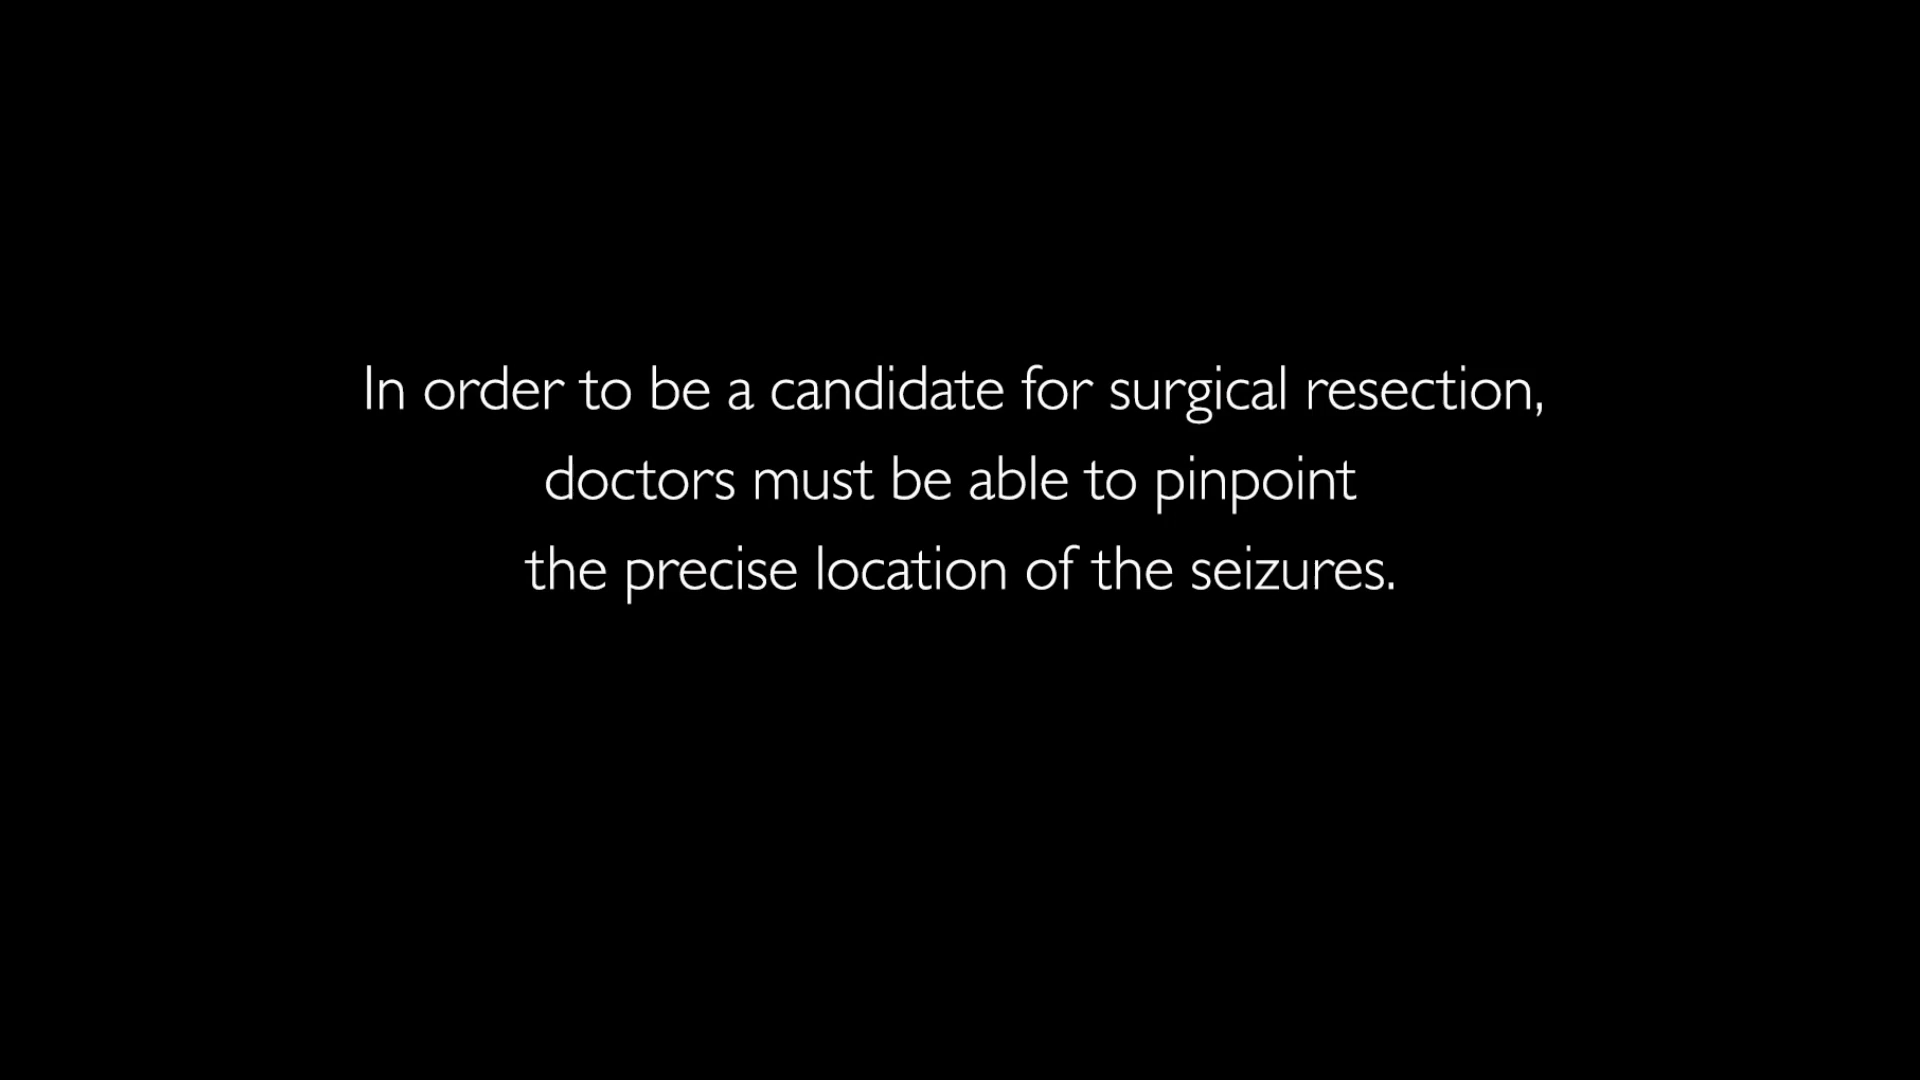 In order to be a candidate for surgical resection,
doctors must be able to pinpoint
the precise location of the seizures.